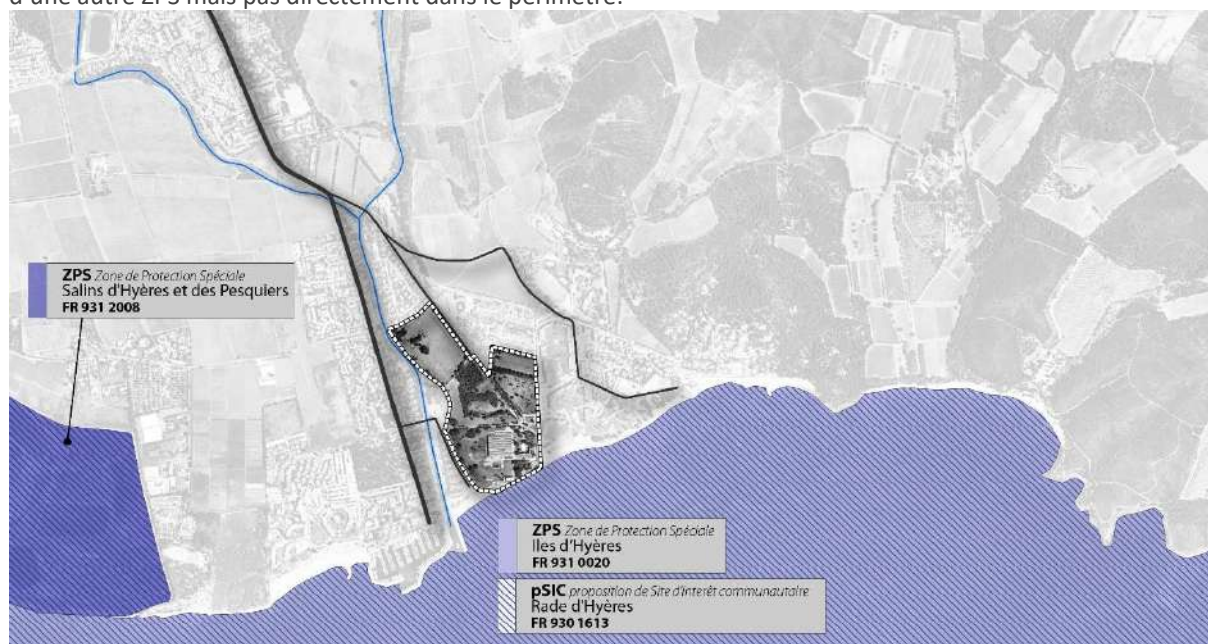 d'une autre ZPS mais pas directement dans le périmètre.
ZPS Zone de Protection Spéciale
Salins d'Hyères et des Pesquiers
FR 931 2008
ZPS Zone de Protection Spéciale
Iles d'Hyères
FR 931 0020
pSIC proposition de Site d'Intérêt communautaire
Rade d'Hyères
FR 930 1613